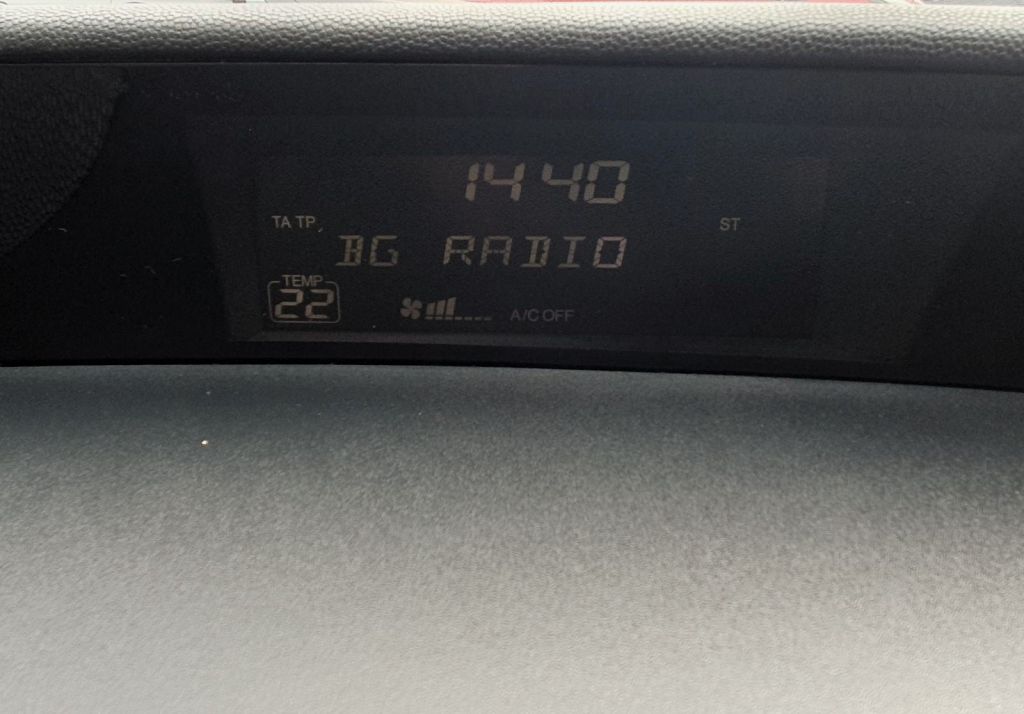 14 40
TA TP ST
BG RADIO
TEMP
22 A/C OFF